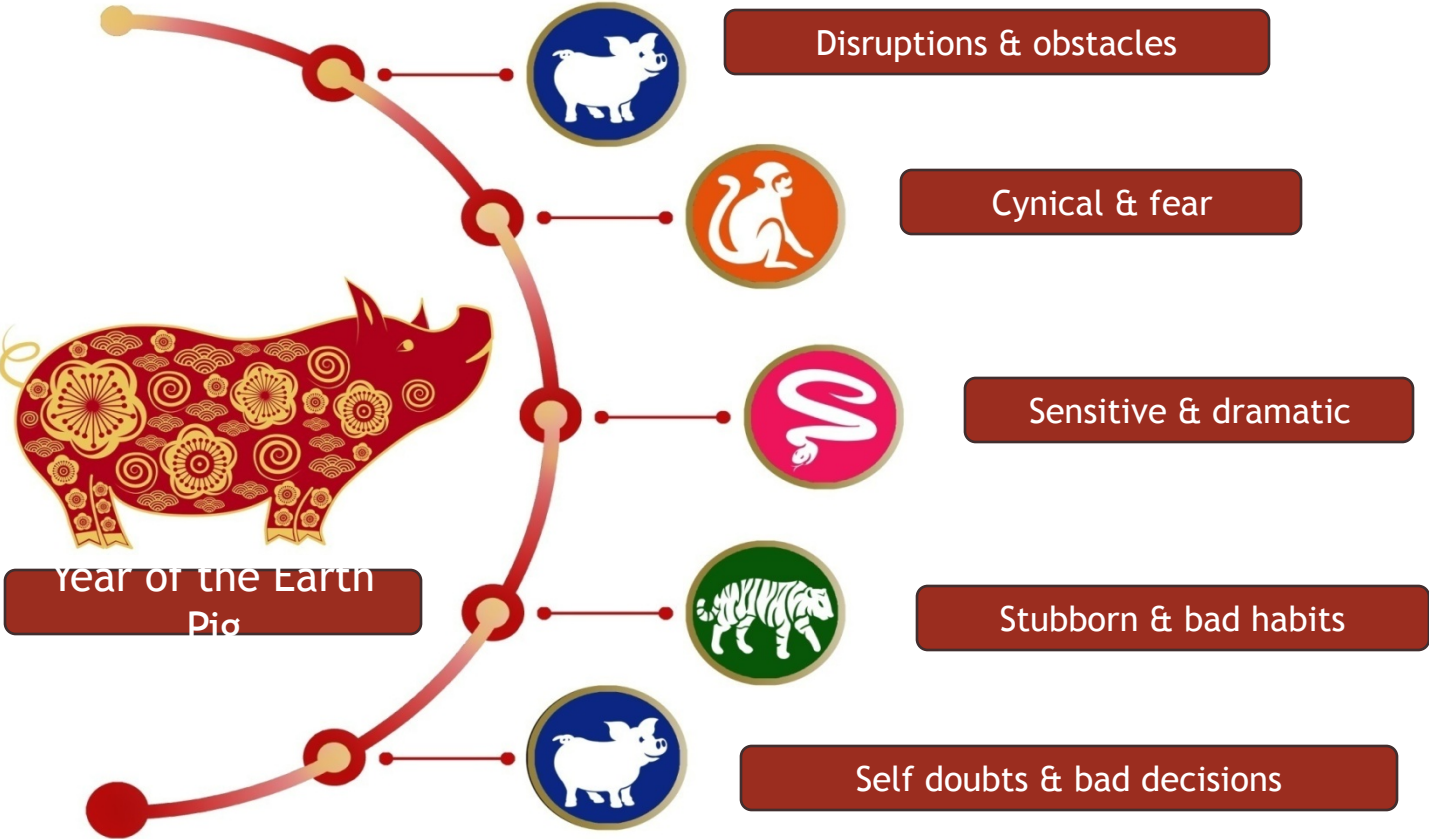 Disruptions & obstacles
Cynical & fear
Sensitive & dramatic
Year of the Earth
Pig
Stubborn & bad habits
Self doubts & bad decisions